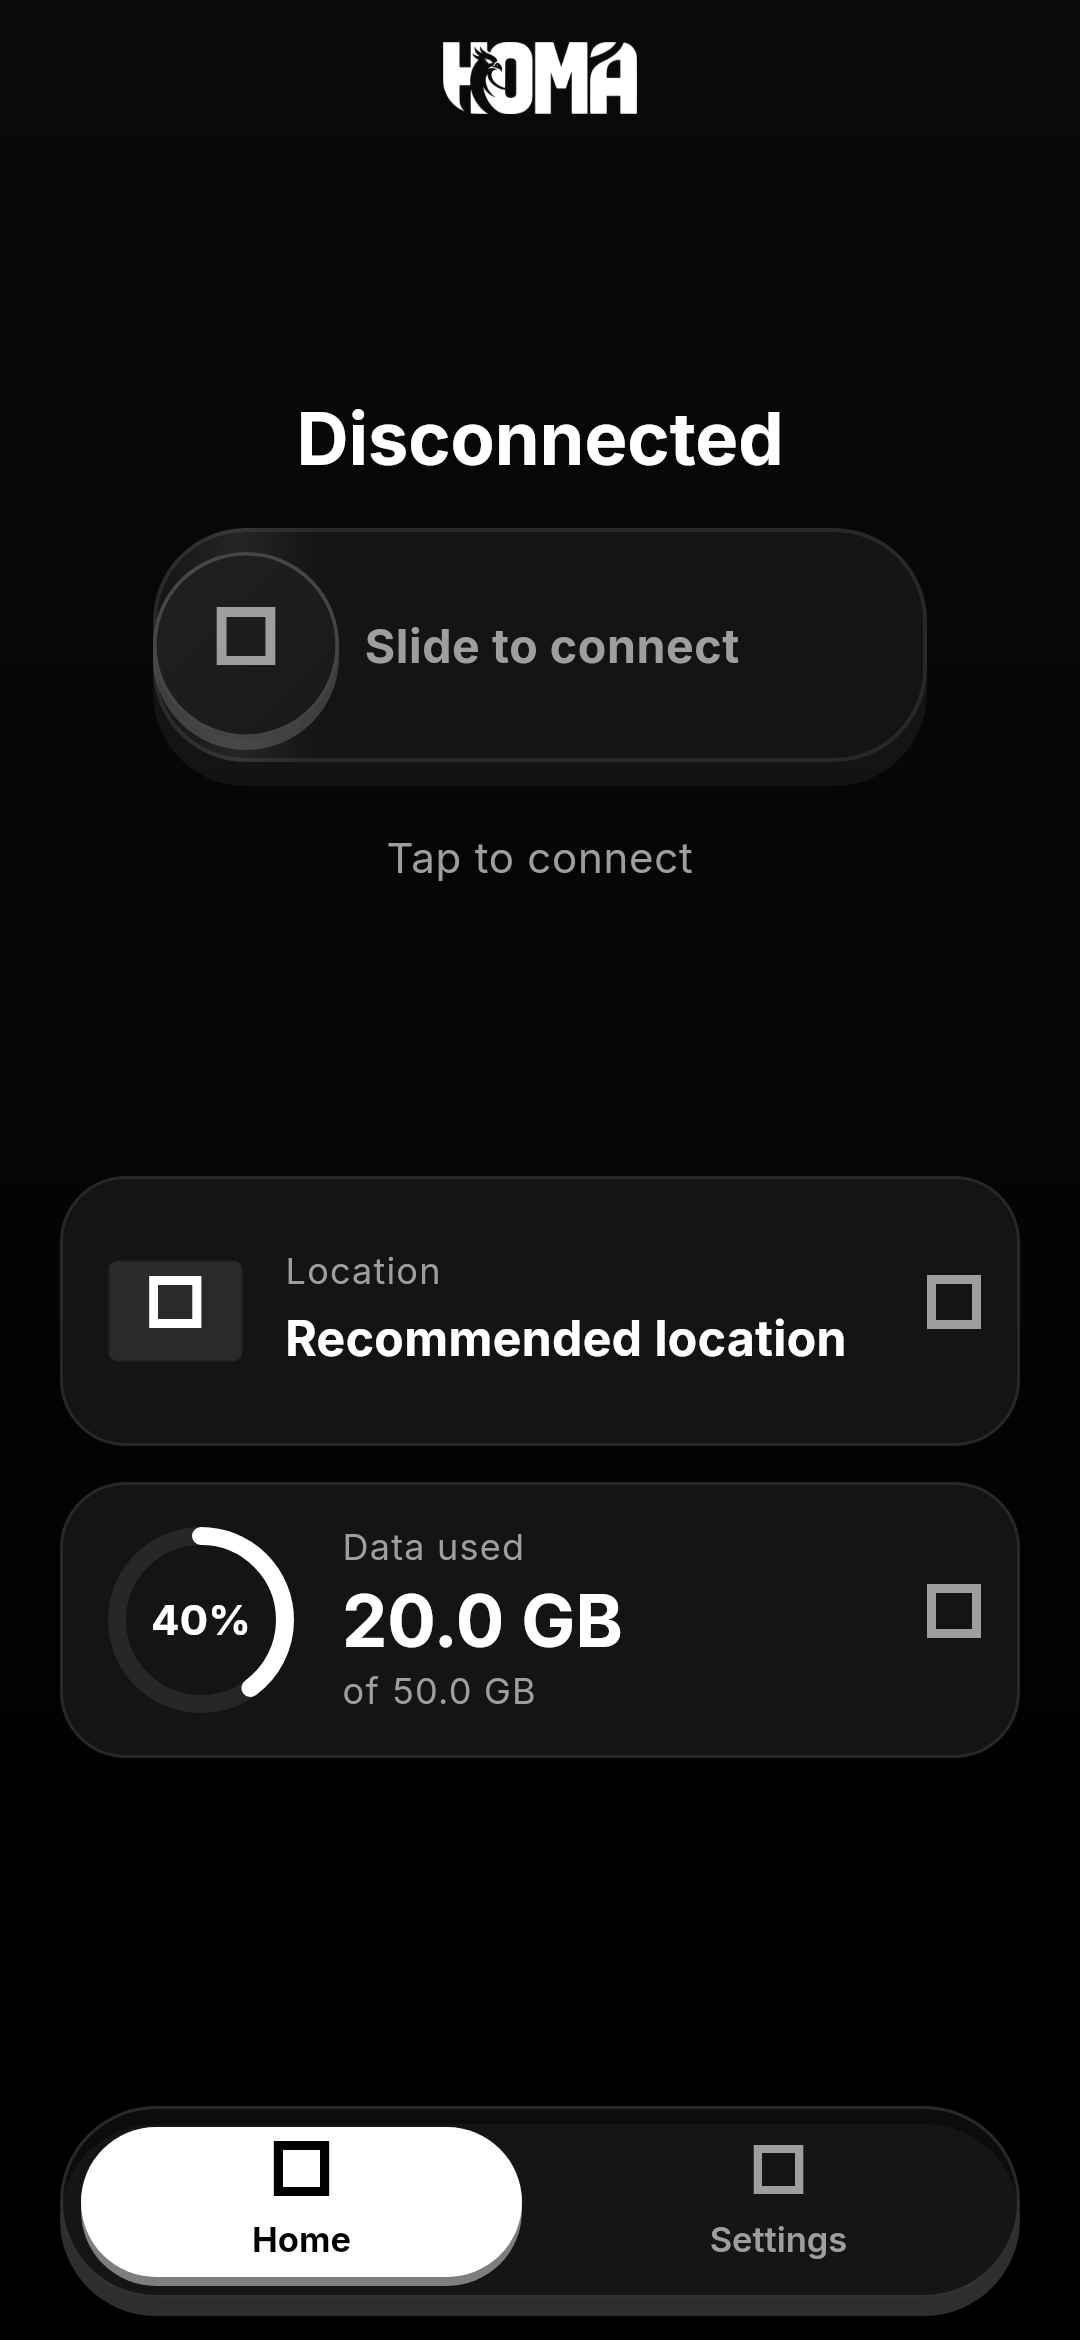 HOMA
Disconnected
Slide to connect
Tap to connect
Location
Recommended location
Data used
40%
20.0 GB
of 50.0 GB
Home
Settings